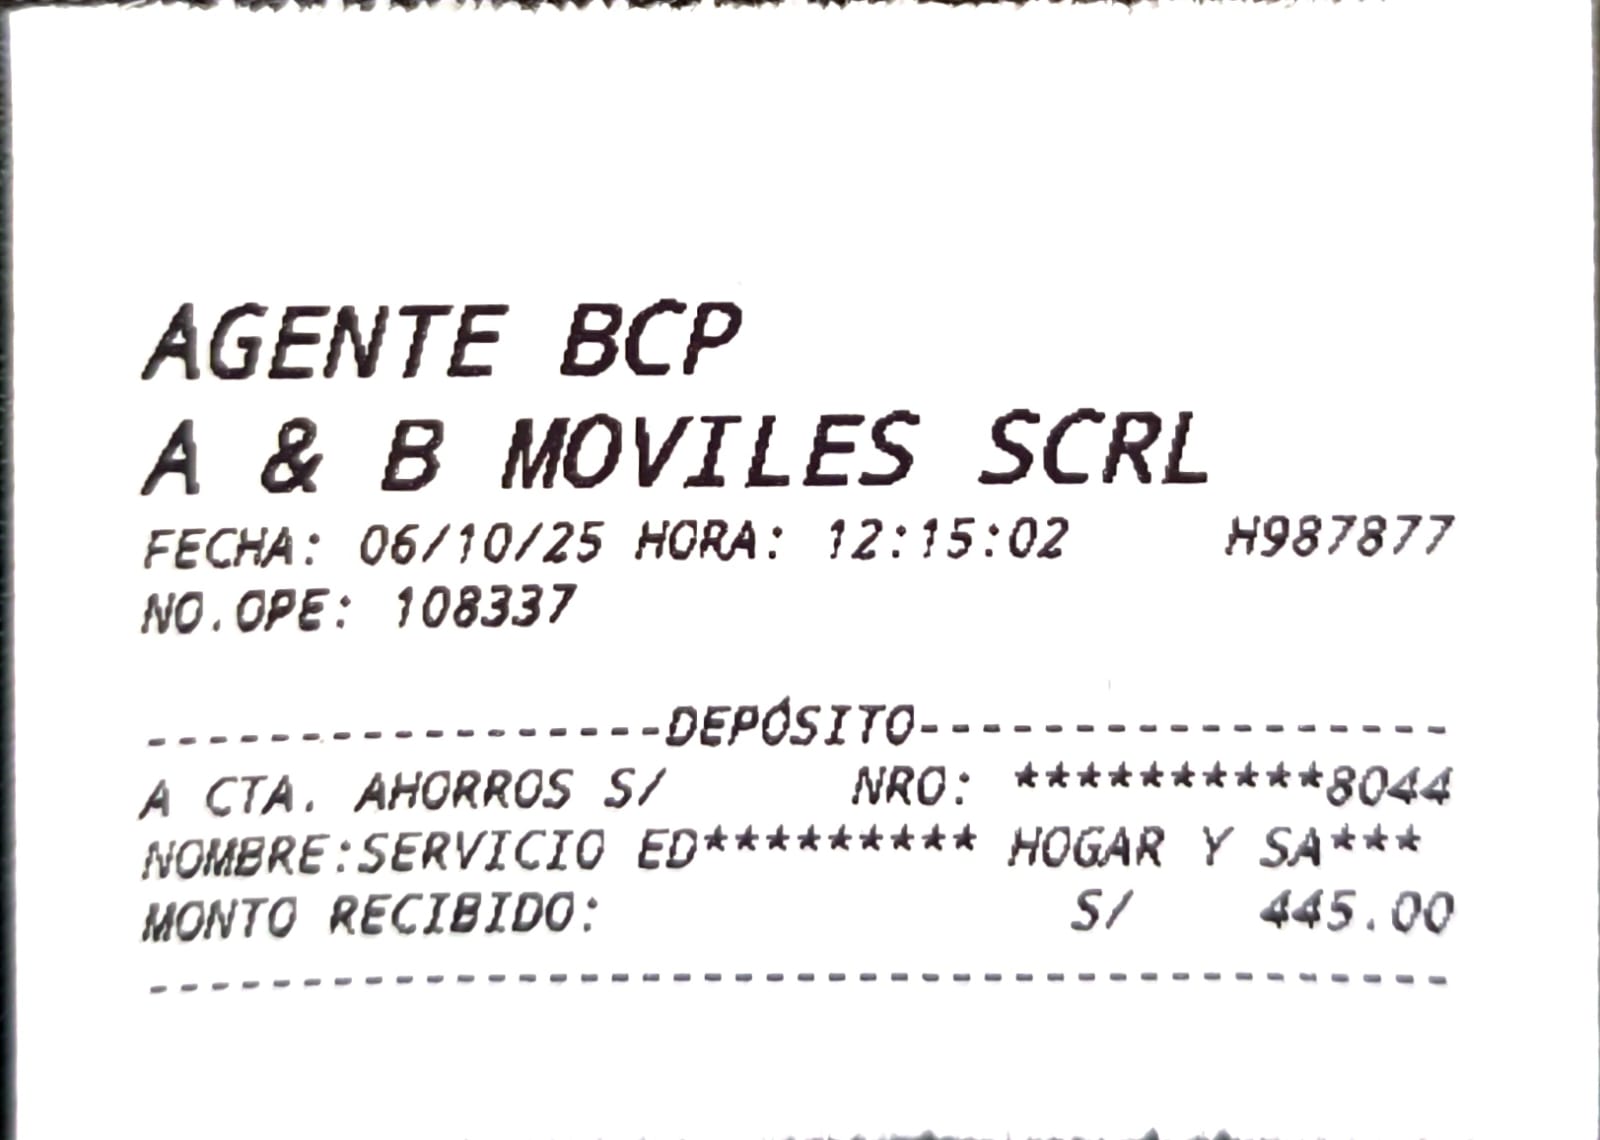 AGENTE BCP
A & B MOVILES SCRL
FECHA: 06/10/25 HORA: 12:15:02 H987877
NO.OPE: 108337
-----------------DEPÓSITO-----------------
A CTA. AHORROS S/ NRO: **********8044
NOMBRE:SERVICIO ED********* HOGAR Y SA***
MONTO RECIBIDO: S/ 445.00
-------------------------------------------